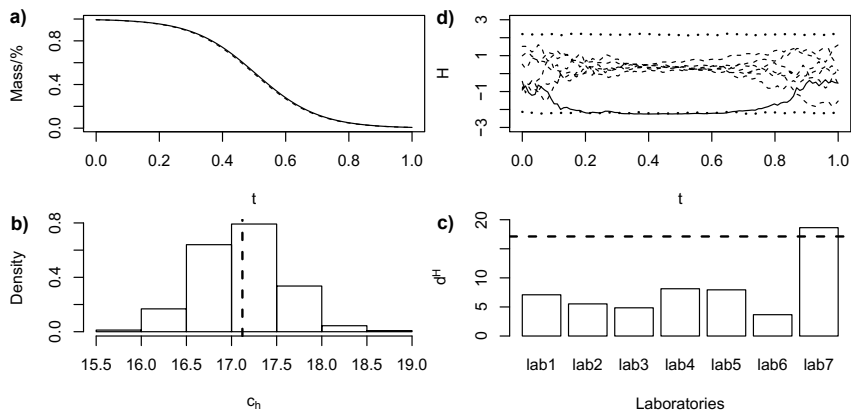 a)
Mass/%
0.0 0.4 0.8
0.0 0.2 0.4 0.6 0.8 1.0
t
d)
H
−3 −1 1 3
0.0 0.2 0.4 0.6 0.8 1.0
t
b)
Density
0.0 0.4 0.8
15.5 16.0 16.5 17.0 17.5 18.0 18.5 19.0
c_h
c)
d^H
0 5 10 15 20
lab1 lab2 lab3 lab4 lab5 lab6 lab7
Laboratories